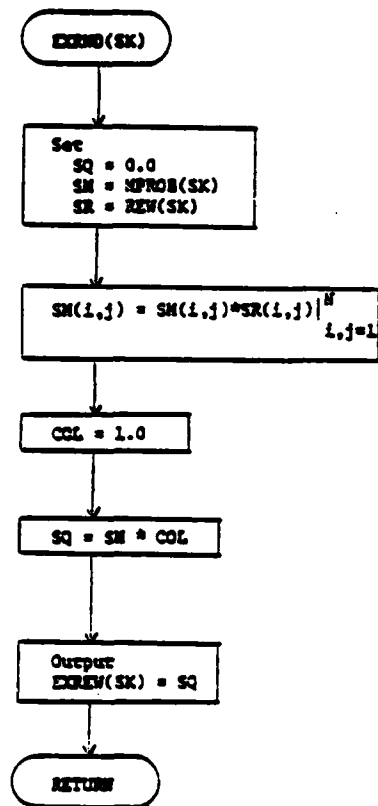 EXRWD(SK)
Set
SQ = 0.0
SM = MPROB(SK)
SR = REW(SK)
SM(i,j) = SM(i,j)*SR(i,j)|N i,j=1
COL = 1.0
SQ = SM * COL
Output
EXREW(SK) = SQ
RETURN